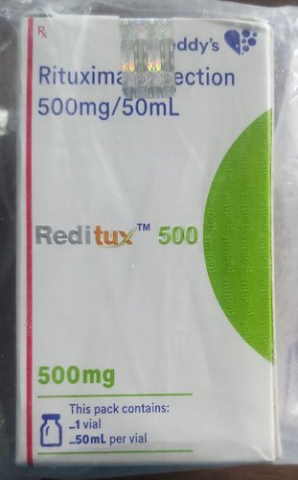 Rx
ddy's
Rituxima ection
500mg/50mL
Reditux™ 500
500mg
This pack contains:
–1 vial
–50mL per vial